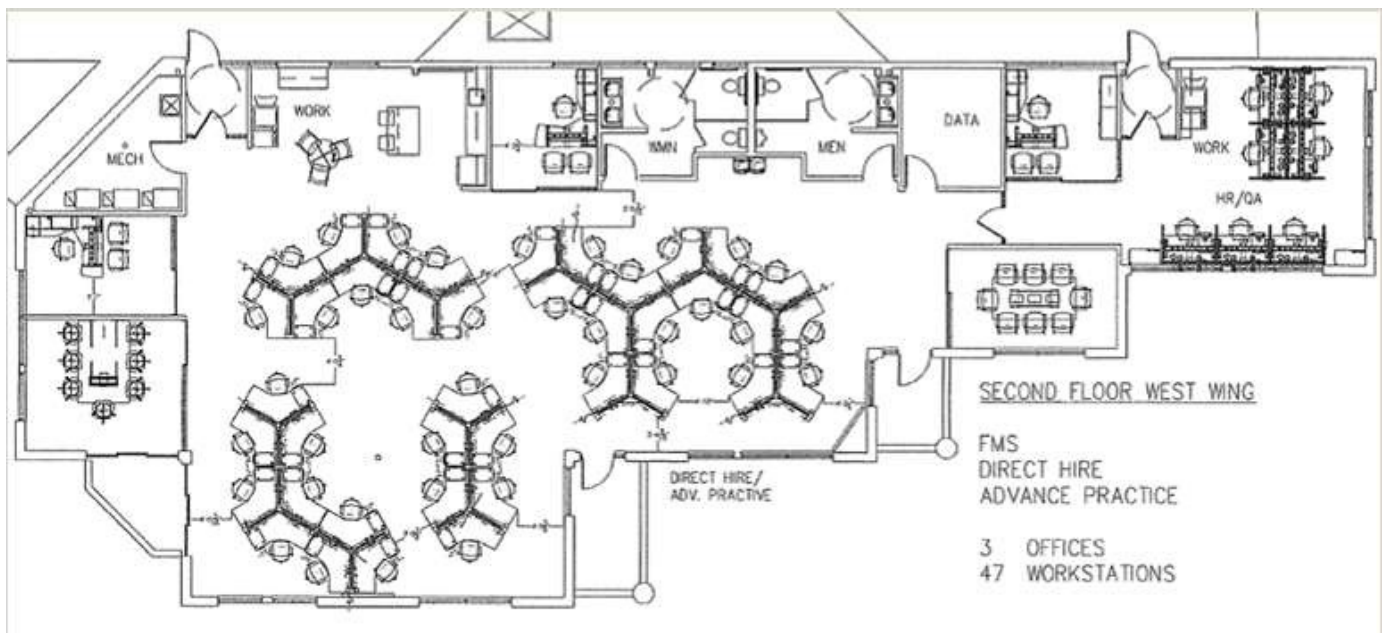 WORK
MECH
WMN
MEN
DATA
WORK
HR/QA
SECOND FLOOR WEST WING
FMS
DIRECT HIRE
ADVANCE PRACTICE
DIRECT HIRE/
ADV. PRACTIVE
3 OFFICES
47 WORKSTATIONS